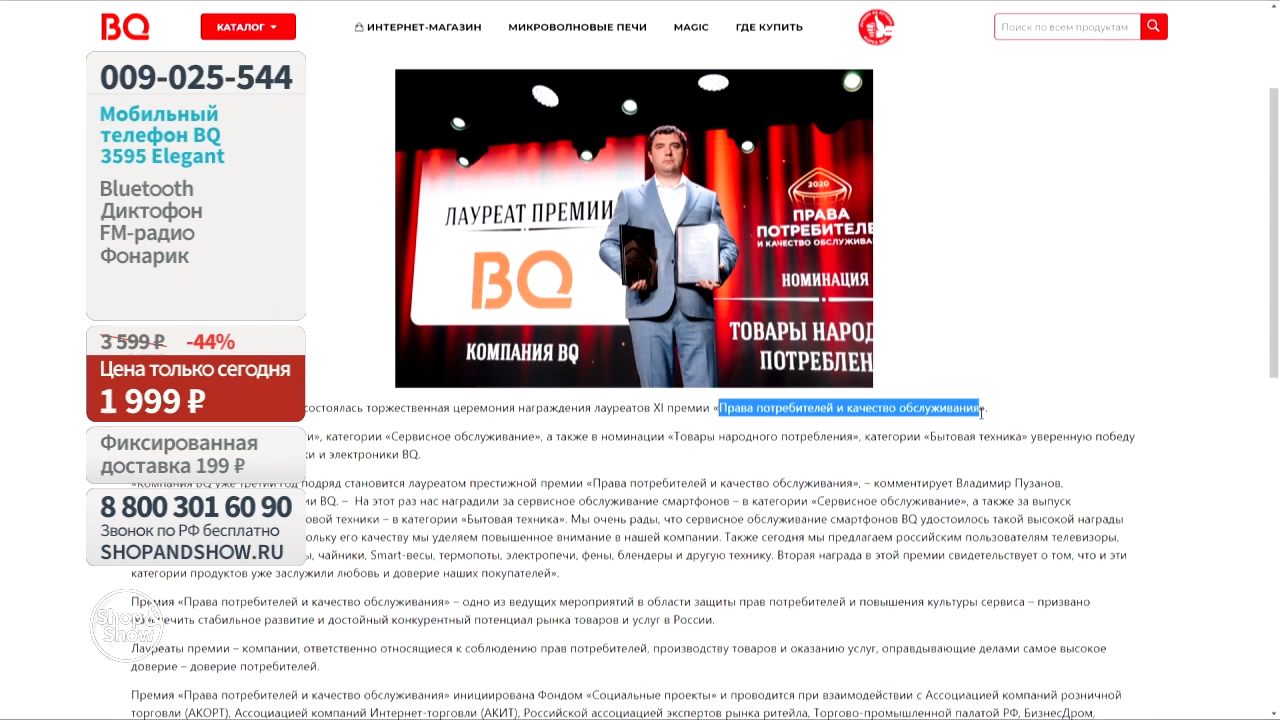 BQ
КАТАЛОГ
ИНТЕРНЕТ-МАГАЗИН
МИКРОВОЛНОВЫЕ ПЕЧИ
MAGIC
ГДЕ КУПИТЬ
Поиск по всем продуктам
009-025-544
Мобильный
телефон BQ
3595 Elegant
Bluetooth
Диктофон
FM-радио
Фонарик
3 599 ₽ -44%
Цена только сегодня
1 999 ₽
Фиксированная
доставка 199 ₽
8 800 301 60 90
Звонок по РФ бесплатно
SHOPANDSHOW.RU
Shop&
Show
ЛАУРЕАТ ПРЕМИИ
BQ
КОМПАНИЯ BQ
2020
ПРАВА
ПОТРЕБИТЕЛЕ
И КАЧЕСТВО ОБСЛУЖИВА
НОМИНАЦИЯ
ТОВАРЫ НАРОД
ПОТРЕБЛЕН
состоялась торжественная церемония награждения лауреатов XI премии «Права потребителей и качество обслуживания».
и», категории «Сервисное обслуживание», а также в номинации «Товары народного потребления», категории «Бытовая техника» уверенную победу
ки и электроники BQ.
«Компания BQ уже третий год подряд становится лауреатом престижной премии «Права потребителей и качество обслуживания», – комментирует Владимир Пузанов,
ии BQ. – На этот раз нас наградили за сервисное обслуживание смартфонов – в категории «Сервисное обслуживание», а также за выпуск
овой техники – в категории «Бытовая техника». Мы очень рады, что сервисное обслуживание смартфонов BQ удостоилось такой высокой награды
ольку его качеству мы уделяем повышенное внимание в нашей компании. Также сегодня мы предлагаем российским пользователям телевизоры,
ы, чайники, Smart-весы, термопоты, электропечи, фены, блендеры и другую технику. Вторая награда в этой премии свидетельствует о том, что и эти
категории продуктов уже заслужили любовь и доверие наших покупателей».
Премия «Права потребителей и качество обслуживания» – одно из ведущих мероприятий в области защиты прав потребителей и повышения культуры сервиса – призвано
обеспечить стабильное развитие и достойный конкурентный потенциал рынка товаров и услуг в России.
Лауреаты премии – компании, ответственно относящиеся к соблюдению прав потребителей, производству товаров и оказанию услуг, оправдывающие делами самое высокое
доверие – доверие потребителей.
Премия «Права потребителей и качество обслуживания» инициирована Фондом «Социальные проекты» и проводится при взаимодействии с Ассоциацией компаний розничной
торговли (АКОРТ), Ассоциацией компаний Интернет-торговли (АКИТ), Российской ассоциацией экспертов рынка ритейла, Торгово-промышленной палатой РФ, БизнесДром,